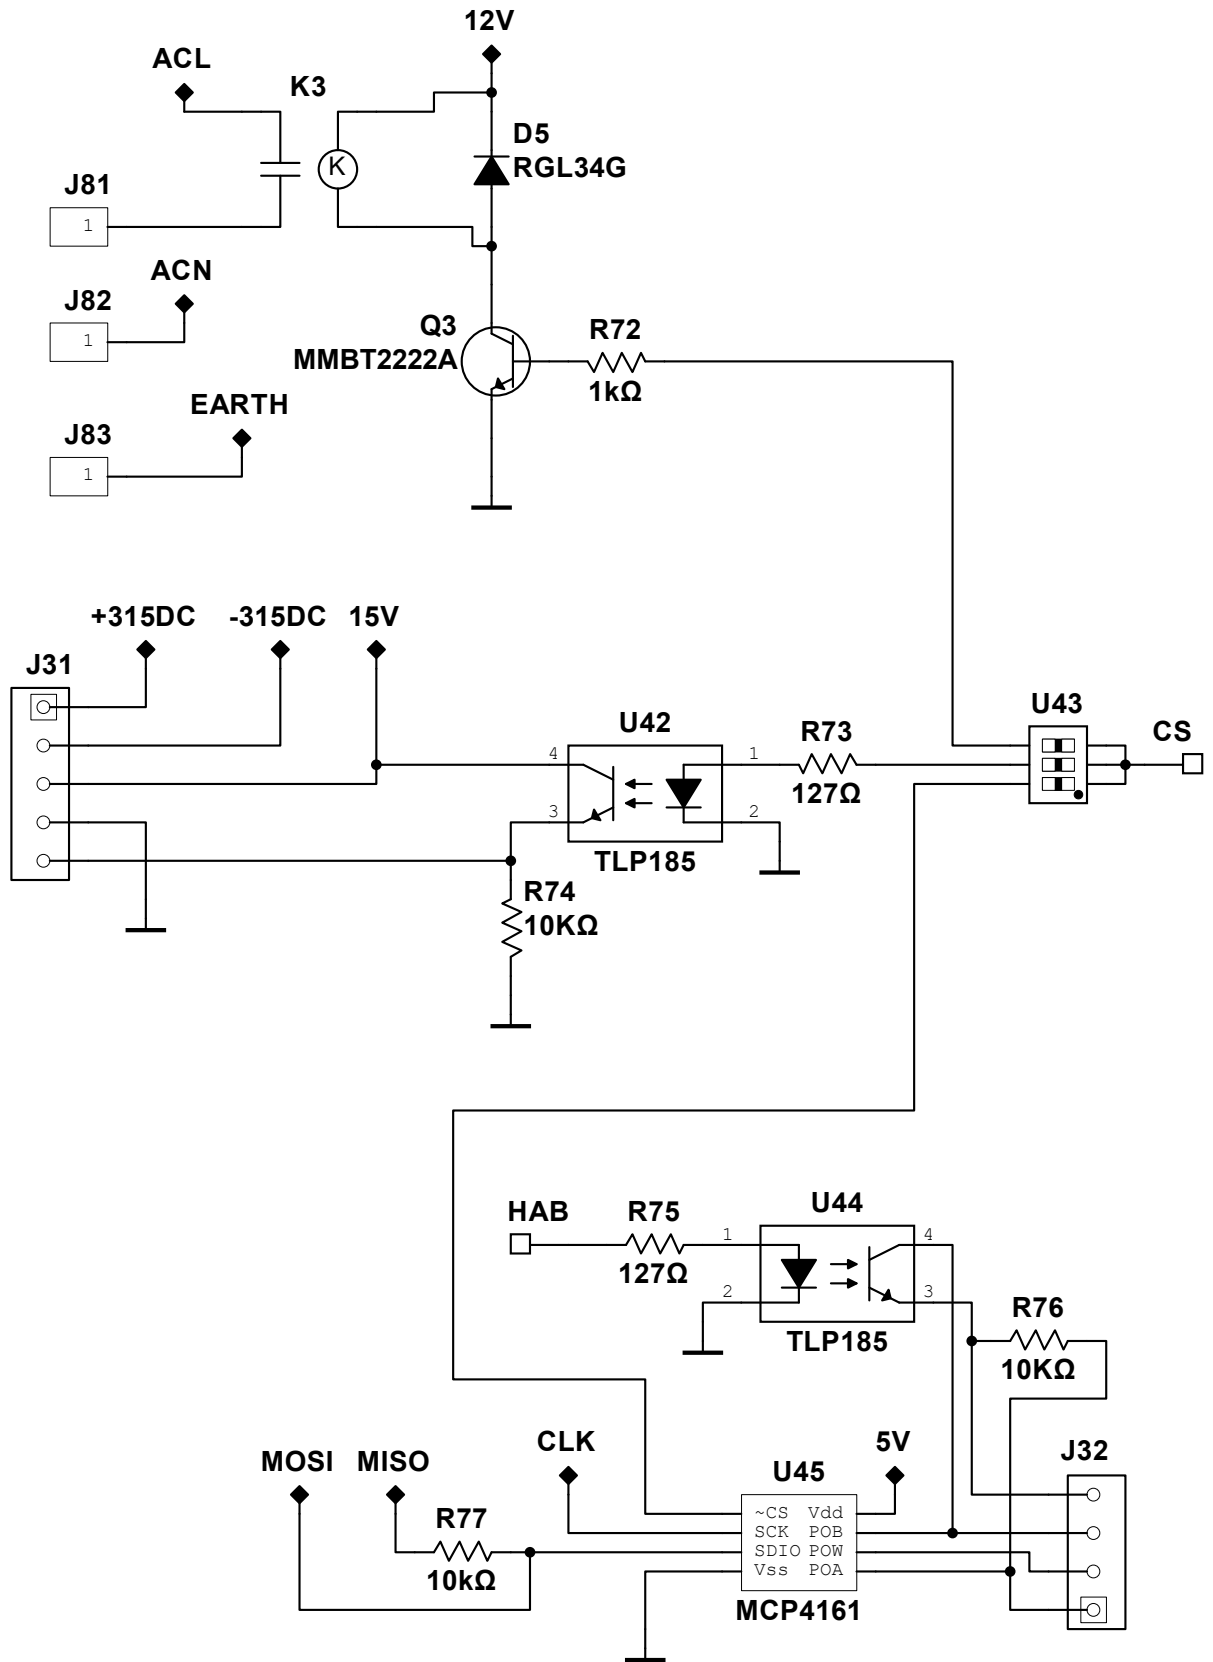 12V
ACL
K3
D5
RGL34G
K
J81
1
ACN
J82
1
Q3
MMBT2222A
R72
1kΩ
EARTH
J83
1
+315DC -315DC 15V
J31
U42
R73
127Ω
U43
CS
4
1
3
2
TLP185
R74
10KΩ
HAB
R75
127Ω
U44
1
4
2
3
TLP185
R76
10KΩ
MOSI MISO
CLK
5V
U45
J32
R77
10kΩ
~CS Vdd
SCK POB
SDIO POW
Vss POA
MCP4161